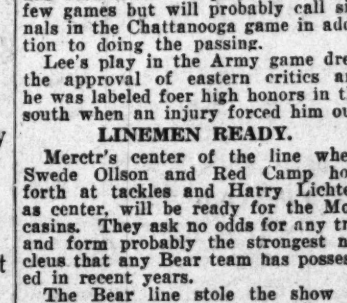 few games but will probably call si
nals in the Chattanooga game in add
tion to doing the passing.
Lee's play in the Army game dre
the approval of eastern critics a
he was labeled foer high honors in t
south when an injury forced him ou
LINEMEN READY.
Merctr's center of the line whe
Swede Ollson and Red Camp ho
forth at tackles and Harry Lichte
as center, will be ready for the Mo
casins. They ask no odds for any tr
and form probably the strongest n
cleus that any Bear team has posses
ed in recent years.
The Bear line stole the show